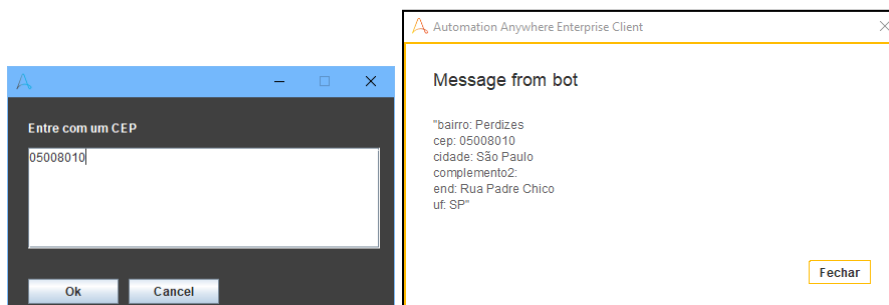 Entre com um CEP
05008010
Ok
Cancel
Automation Anywhere Enterprise Client
Message from bot
"bairro: Perdizes
cep: 05008010
cidade: São Paulo
complemento2:
end: Rua Padre Chico
uf: SP"
Fechar